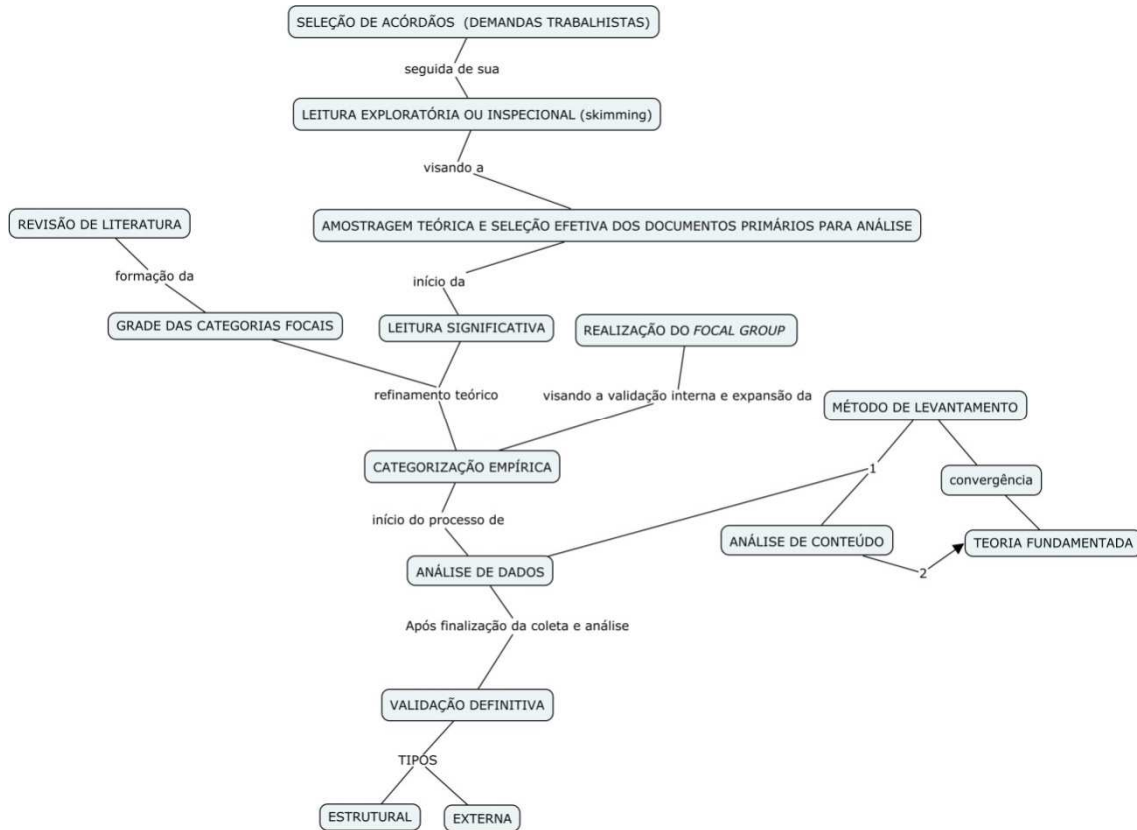 SELEÇÃO DE ACÓRDÃOS (DEMANDAS TRABALHISTAS)
seguida de sua
LEITURA EXPLORATÓRIA OU INSPECIONAL (skimming)
visando a
REVISÃO DE LITERATURA
AMOSTRAGEM TEÓRICA E SELEÇÃO EFETIVA DOS DOCUMENTOS PRIMÁRIOS PARA ANÁLISE
formação da
início da
GRADE DAS CATEGORIAS FOCAIS
LEITURA SIGNIFICATIVA
REALIZAÇÃO DO FOCAL GROUP
refinamento teórico
visando a validação interna e expansão da
MÉTODO DE LEVANTAMENTO
CATEGORIZAÇÃO EMPÍRICA
1
convergência
início do processo de
ANÁLISE DE CONTEÚDO
TEORIA FUNDAMENTADA
ANÁLISE DE DADOS
2
Após finalização da coleta e análise
VALIDAÇÃO DEFINITIVA
TIPOS
ESTRUTURAL
EXTERNA